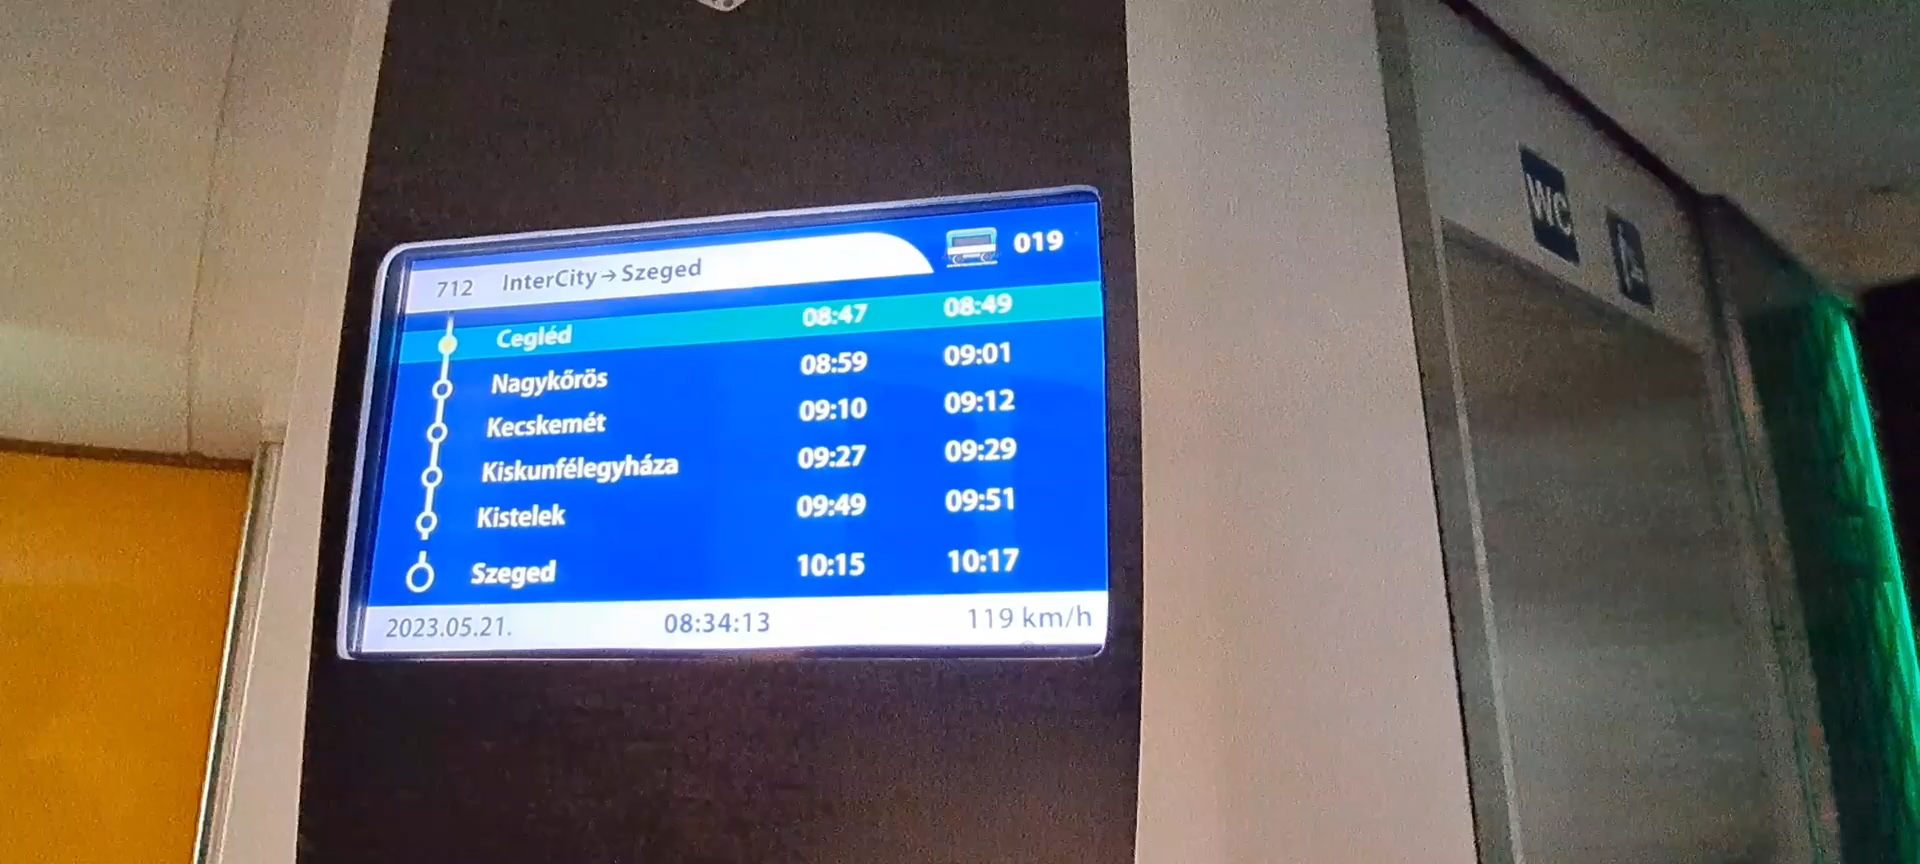 712 InterCity→Szeged 019
Cegléd 08:47 08:49
Nagykőrös 08:59 09:01
Kecskemét 09:10 09:12
Kiskunfélegyháza 09:27 09:29
Kistelek 09:49 09:51
Szeged 10:15 10:17
2023.05.21. 08:34:13 119 km/h
WC